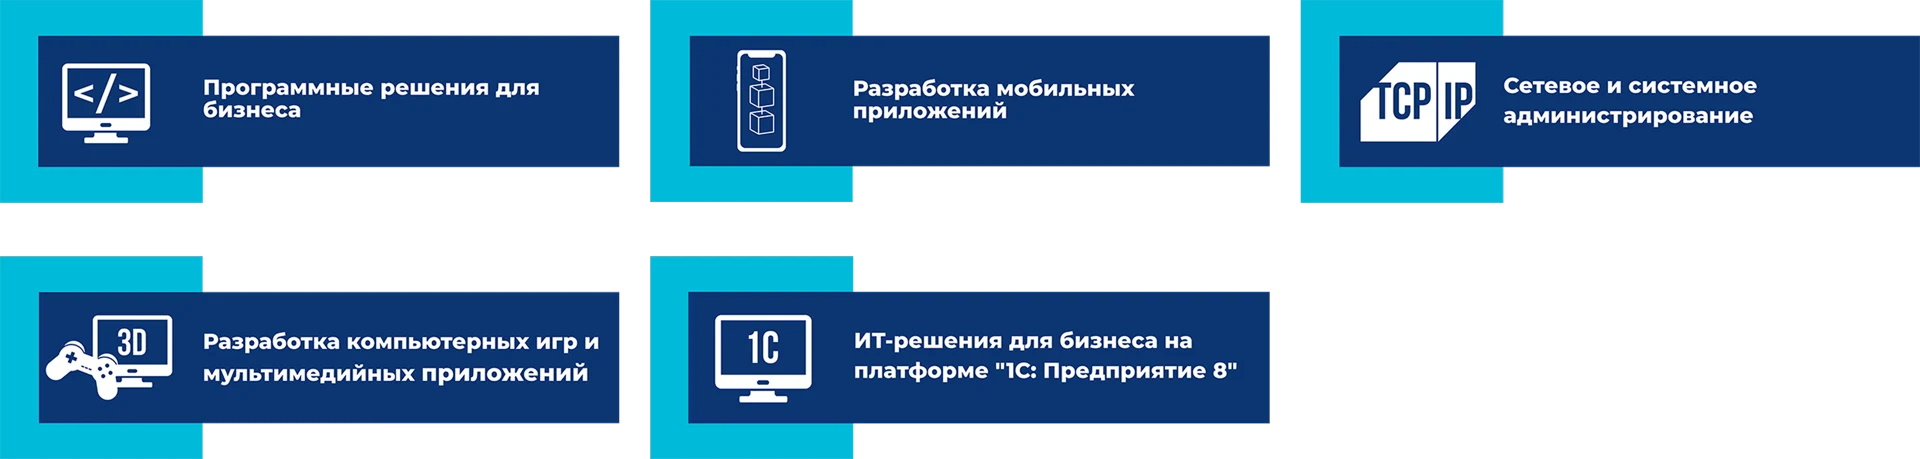 </>
Программные решения для
бизнеса
Разработка мобильных
приложений
TCP IP
Сетевое и системное
администрирование
3D
Разработка компьютерных игр и
мультимедийных приложений
1C
ИТ-решения для бизнеса на
платформе "1С: Предприятие 8"